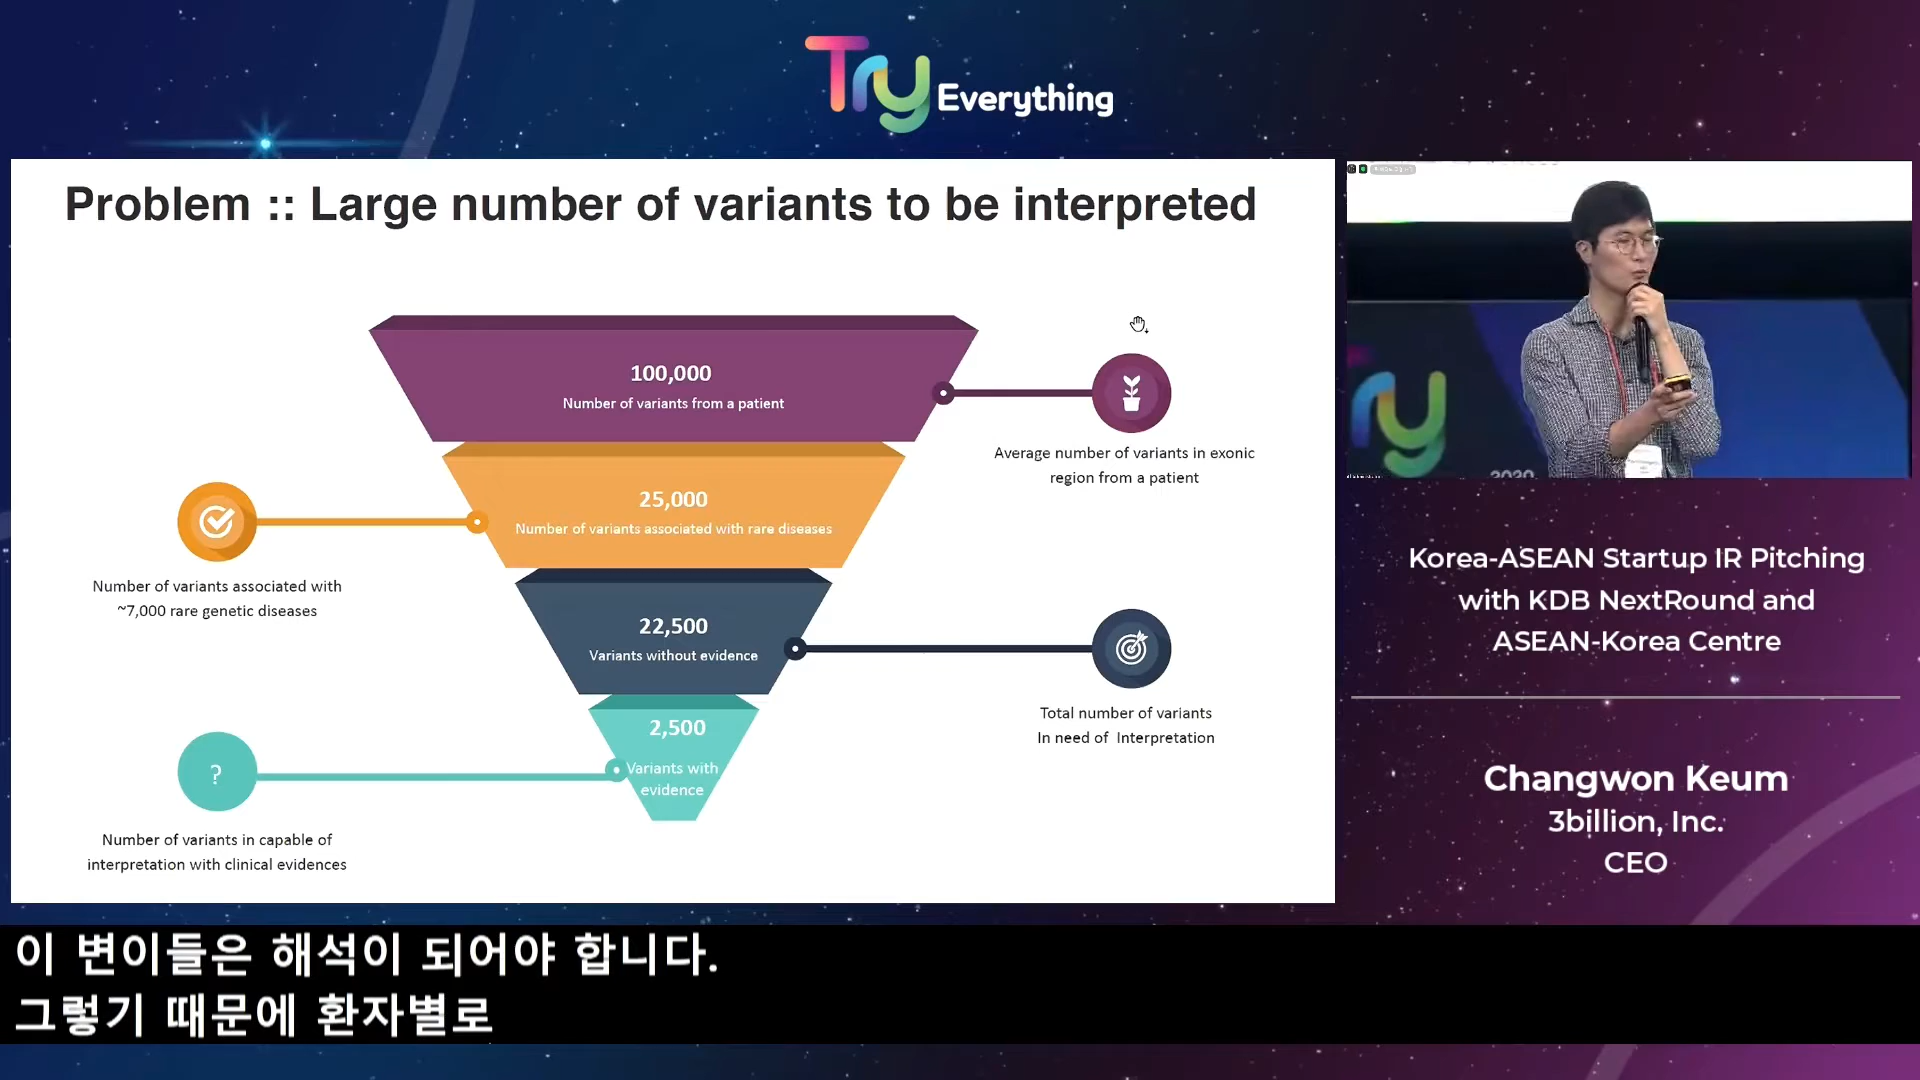 Try Everything
Problem :: Large number of variants to be interpreted
100,000
Number of variants from a patient
Average number of variants in exonic
region from a patient
25,000
Number of variants associated with rare diseases
Number of variants associated with
~7,000 rare genetic diseases
22,500
Variants without evidence
Total number of variants
In need of Interpretation
2,500
Variants with
evidence
?
Number of variants in capable of
interpretation with clinical evidences
ry
Korea-ASEAN Startup IR Pitching
with KDB NextRound and
ASEAN-Korea Centre
Changwon Keum
3billion, Inc.
CEO
이 변이들은 해석이 되어야 합니다.
그렇기 때문에 환자별로